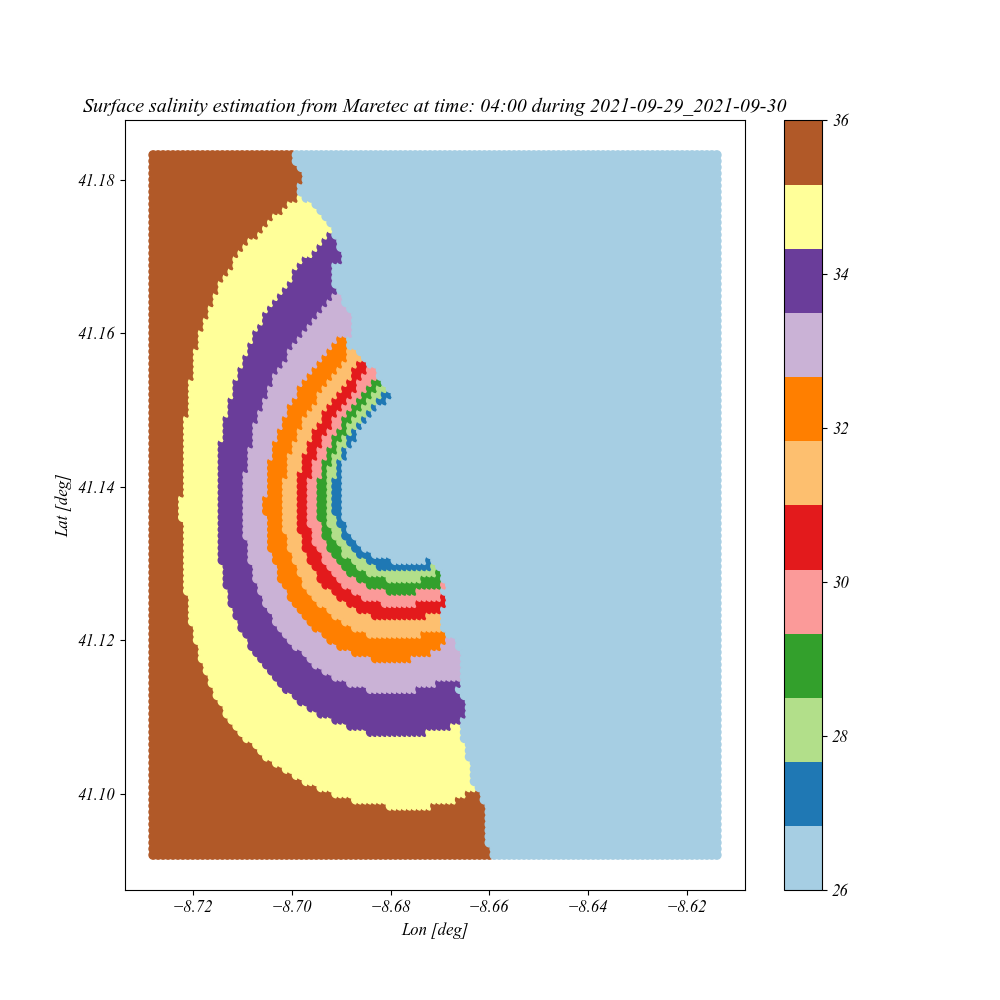 Surface salinity estimation from Maretec at time: 04:00 during 2021-09-29_2021-09-30
36
34
32
30
28
26
41.18
41.16
41.14
41.12
41.10
Lat [deg]
−8.72 −8.70 −8.68 −8.66 −8.64 −8.62
Lon [deg]